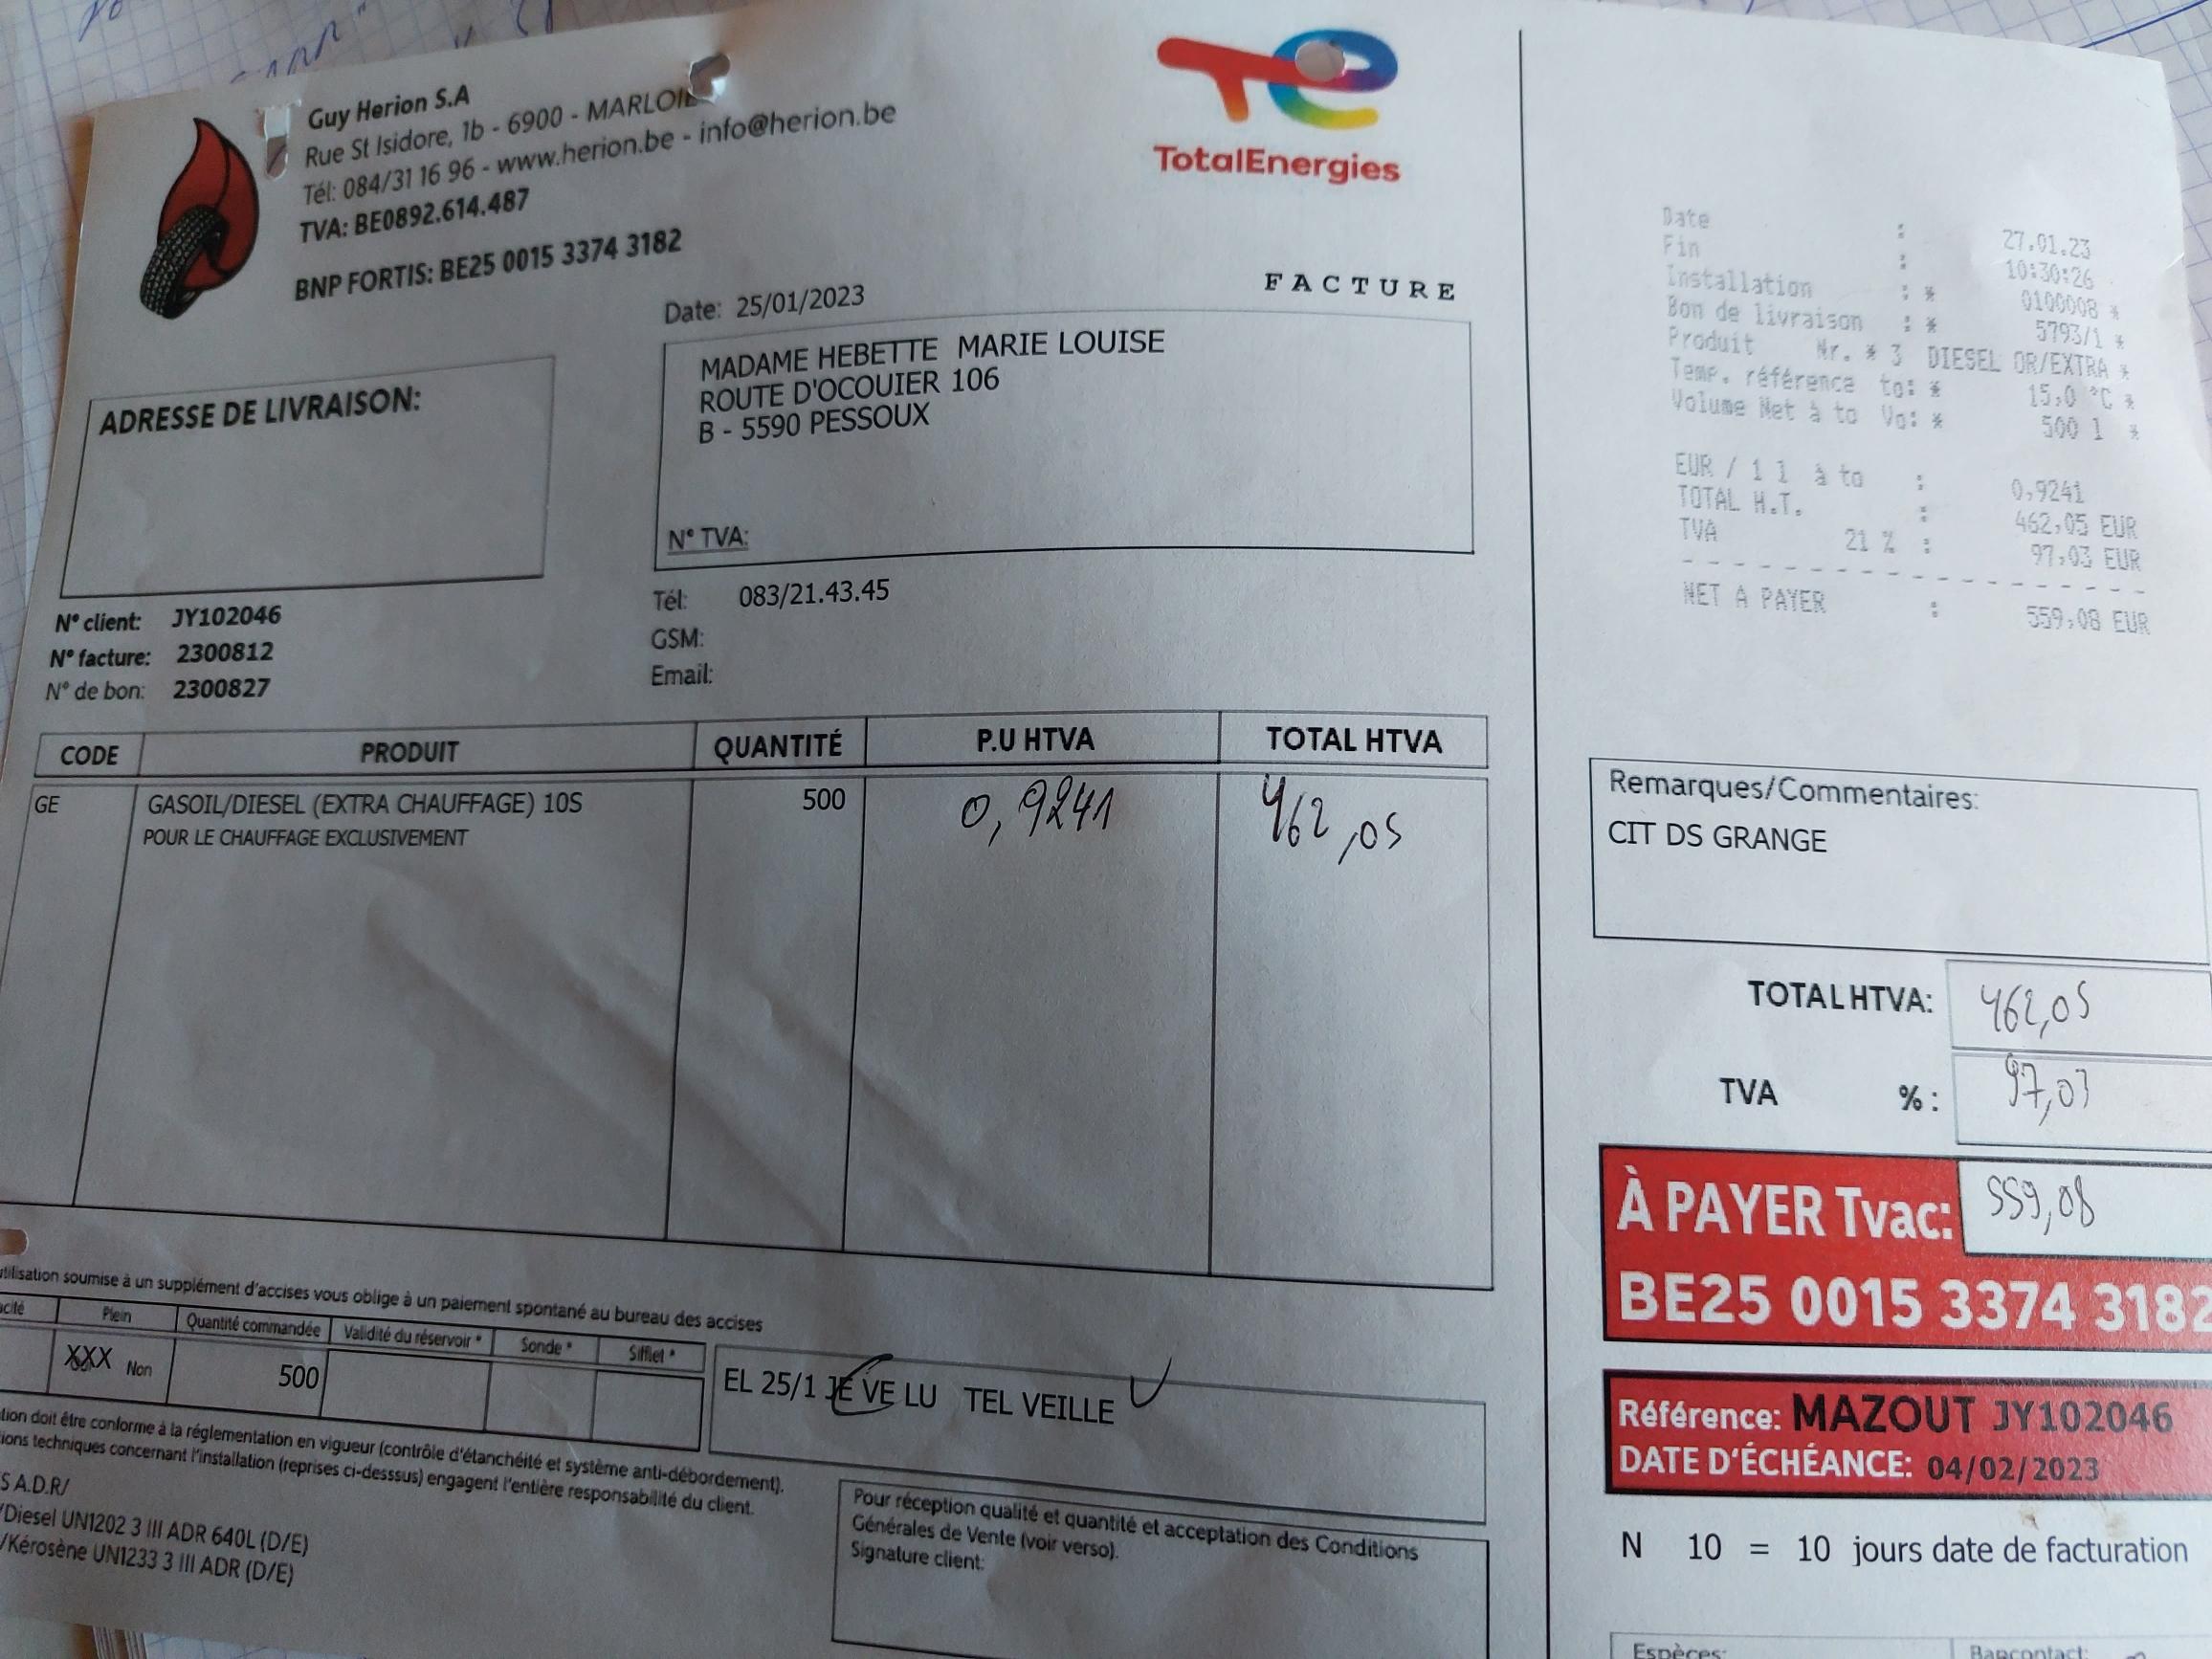 Guy Herion S.A
Rue St Isidore, 1b - 6900 - MARLOIE
Tél: 084/31 16 96 - www.herion.be - info@herion.be
TVA: BE0892.614.487
BNP FORTIS: BE25 0015 3374 3182
TotalEnergies
FACTURE
Date: 25/01/2023
ADRESSE DE LIVRAISON:
MADAME HEBETTE MARIE LOUISE
ROUTE D'OCOUIER 106
B - 5590 PESSOUX
N° TVA:
Tél: 083/21.43.45
GSM:
Email:
N° client: JY102046
N° facture: 2300812
N° de bon: 2300827
CODE PRODUIT QUANTITÉ P.U HTVA TOTAL HTVA
GE GASOIL/DIESEL (EXTRA CHAUFFAGE) 10S 500 0,9241 462,05
POUR LE CHAUFFAGE EXCLUSIVEMENT
utilisation soumise à un supplément d'accises vous oblige à un paiement spontané au bureau des accises
Plein Quantité commandée Validité du réservoir * Sonde * Sifflet *
XXX Non 500
EL 25/1 JE VE LU TEL VEILLE
doit être conforme à la réglementation en vigueur (contrôle d'étanchéité et système anti-débordement).
techniques concernant l'installation (reprises ci-desssus) engagent l'entière responsabilité du client.
S A.D.R/
/Diesel UN1202 3 III ADR 640L (D/E)
/Kérosène UN1233 3 III ADR (D/E)
Pour réception qualité et quantité et acceptation des Conditions
Générales de Vente (voir verso).
Signature client:
Date : 27.01.23
Fin : 10:30:26
Installation : * 0100008 *
Bon de livraison : * 5793/1 *
Produit Nr. * 3 DIESEL OR/EXTRA *
Temp. référence to: * 15,0 °C *
Volume Net à to Vo: * 500 l *
EUR / 1 l à to : 0,9241
TOTAL H.T. : 462,05 EUR
TVA 21 % : 97,03 EUR
NET A PAYER : 559,08 EUR
Remarques/Commentaires:
CIT DS GRANGE
TOTAL HTVA: 462,05
TVA %: 97,03
À PAYER Tvac: 559,08
BE25 0015 3374 3182
Référence: MAZOUT JY102046
DATE D'ÉCHÉANCE: 04/02/2023
N 10 = 10 jours date de facturation
Espèces: Bancontact: